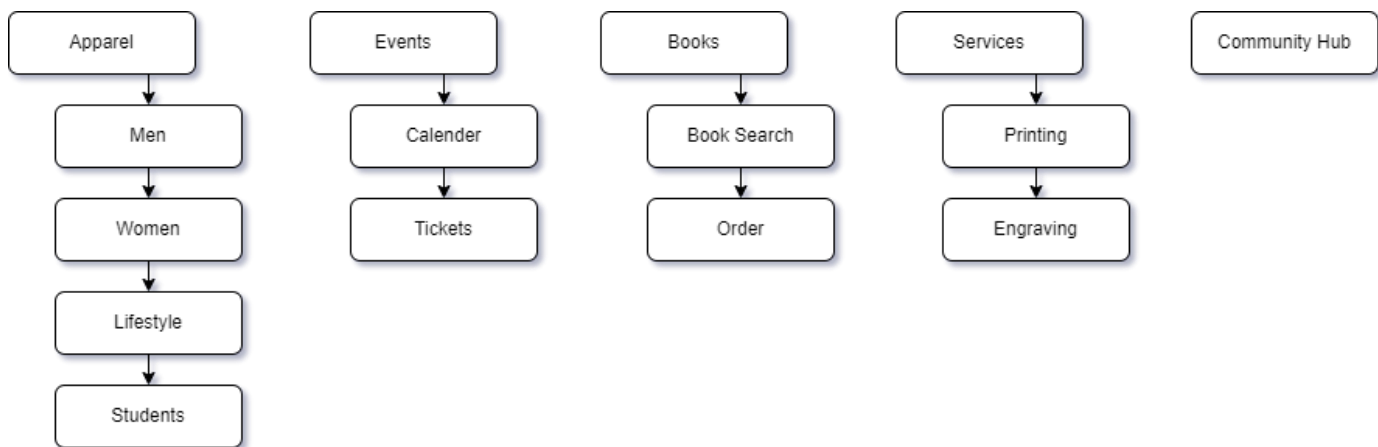 Apparel
Events
Books
Services
Community Hub
Men
Calender
Book Search
Printing
Women
Tickets
Order
Engraving
Lifestyle
Students